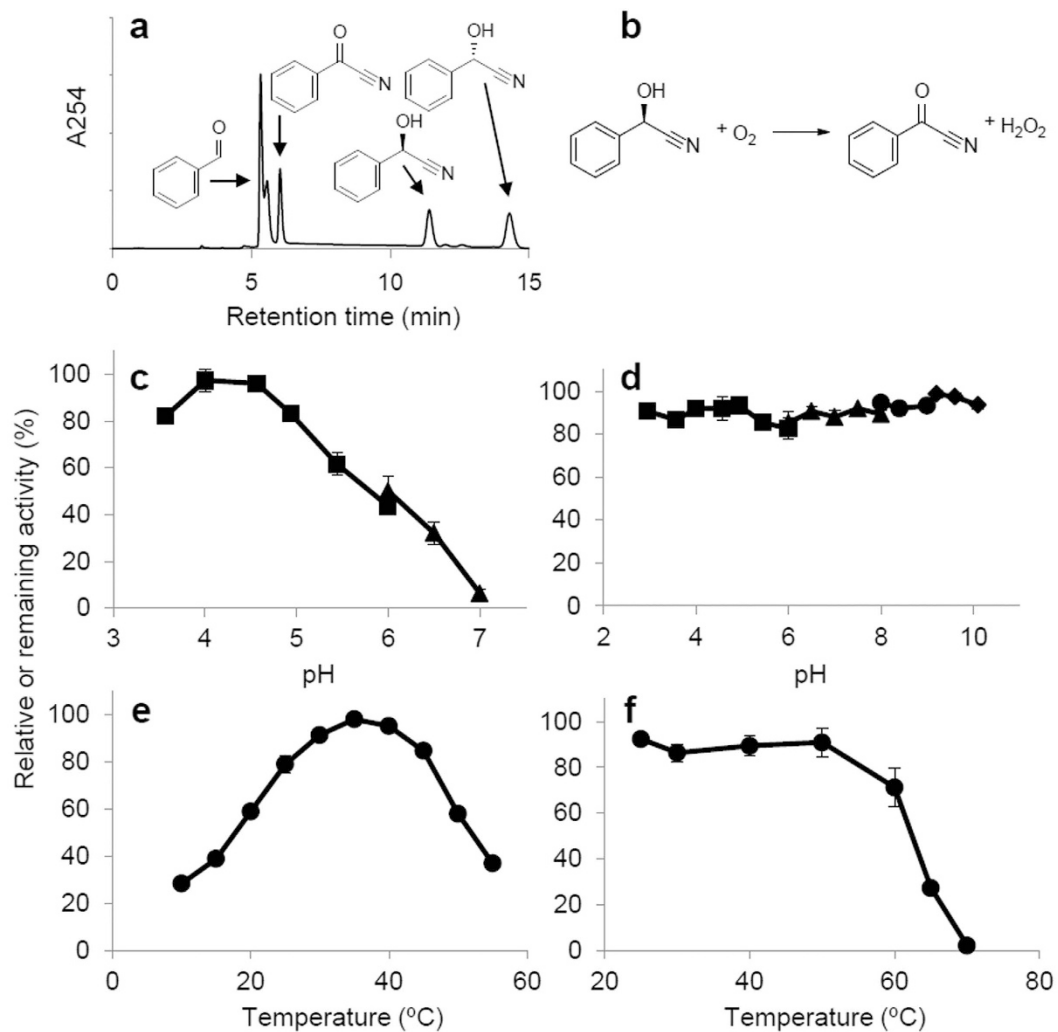 a
O
N
OH
N
O
OH
N
A254
0
5
10
15
Retention time (min)
b
OH
N
+ O₂
O
N
+ H₂O₂
Relative or remaining activity (%)
c
100
80
60
40
20
0
3
4
5
6
7
pH
d
100
80
60
40
20
0
2
4
6
8
10
pH
e
100
80
60
40
20
0
0
20
40
60
Temperature (ºC)
f
100
80
60
40
20
0
20
40
60
80
Temperature (ºC)